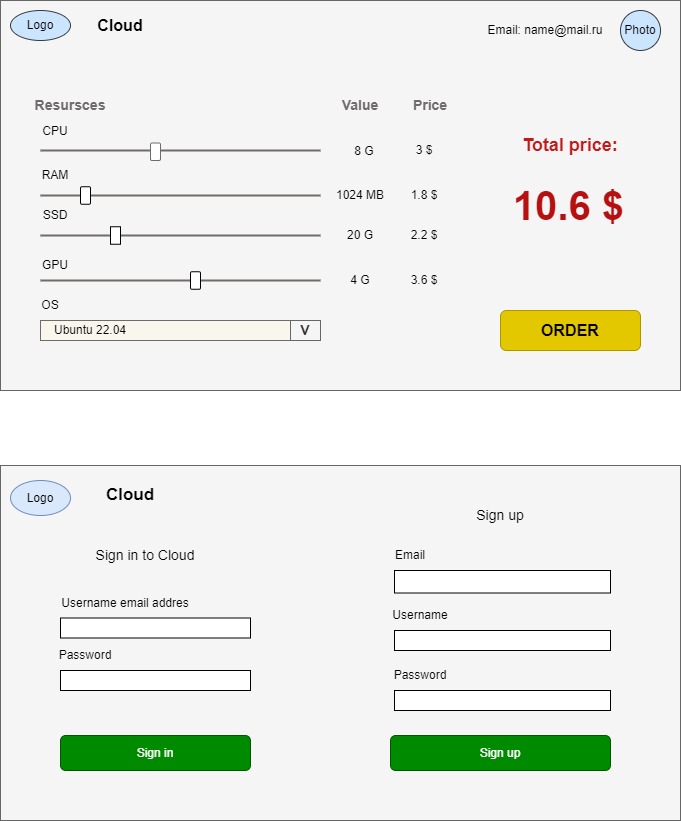 Logo
Cloud
Email: name@mail.ru
Photo
Resursces Value Price
CPU
8 G 3 $
RAM
1024 MB 1.8 $
SSD
20 G 2.2 $
GPU
4 G 3.6 $
OS
Ubuntu 22.04 V
Total price:
10.6 $
ORDER
Logo
Cloud
Sign in to Cloud
Username email addres
Password
Sign in
Sign up
Email
Username
Password
Sign up